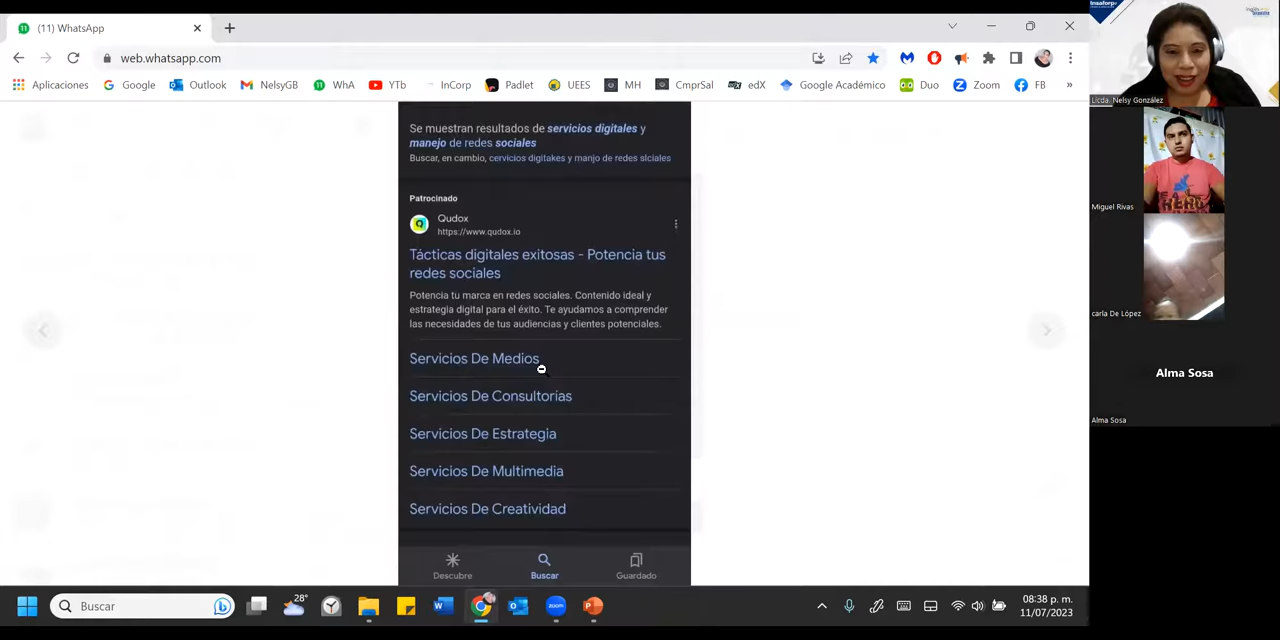 (11) WhatsApp
web.whatsapp.com
Aplicaciones Google Outlook NelsyGB WhA YTb InCorp Padlet UEES MH CmprSal edX Google Académico Duo Zoom FB »
Se muestran resultados de servicios digitales y
manejo de redes sociales
Buscar, en cambio, cervicios digitakes y manjo de redes slciales
Patrocinado
Qudox
https://www.qudox.io
Tácticas digitales exitosas - Potencia tus
redes sociales
Potencia tu marca en redes sociales. Contenido ideal y
estrategia digital para el éxito. Te ayudamos a comprender
las necesidades de tus audiencias y clientes potenciales.
Servicios De Medios
Servicios De Consultorías
Servicios De Estrategia
Servicios De Multimedia
Servicios De Creatividad
Descubre Buscar Guardado
Buscar
28°
08:38 p. m.
11/07/2023
Insaforp
Licda. Nelsy González
Miguel Rivas
carla De López
Alma Sosa
Alma Sosa